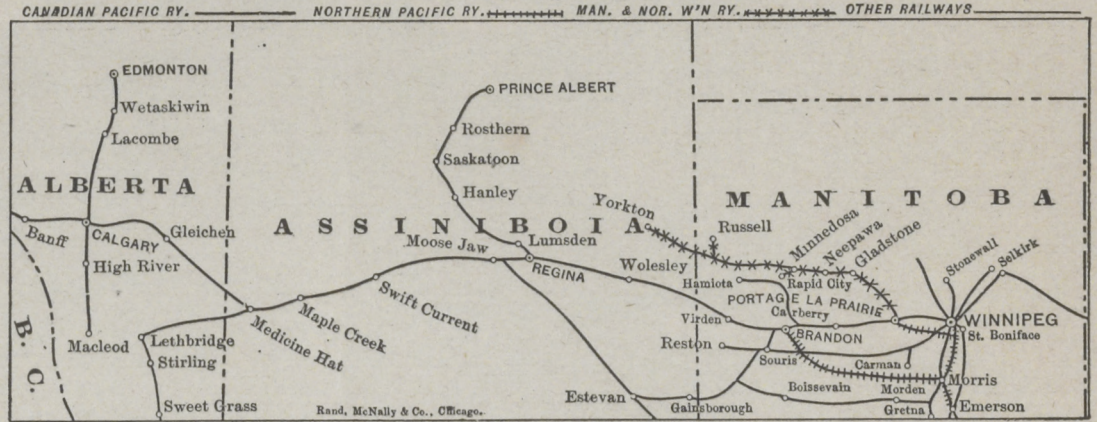 CANADIAN PACIFIC RY. NORTHERN PACIFIC RY. MAN. & NOR. W'N RY. OTHER RAILWAYS
EDMONTON
Wetaskiwin
Lacombe
ALBERTA
Banff
CALGARY
Gleichen
High River
Macleod
B. C.
Lethbridge
Stirling
Sweet Grass
Medicine Hat
Maple Creek
Swift Current
PRINCE ALBERT
Rosthern
Saskatoon
Hanley
ASSINIBOIA
Moose Jaw
Lumsden
REGINA
Wolesley
Yorkton
Estevan
Gainsborough
Rand, McNally & Co., Chicago.
MANITOBA
Russell
Minnedosa
Neepawa
Gladstone
Hamiota
Rapid City
PORTAGE LA PRAIRIE
Carberry
Virden
BRANDON
Reston
Souris
Carman
Boissevain
Morden
Gretna
Stonewall
Selkirk
WINNIPEG
St. Boniface
Morris
Emerson